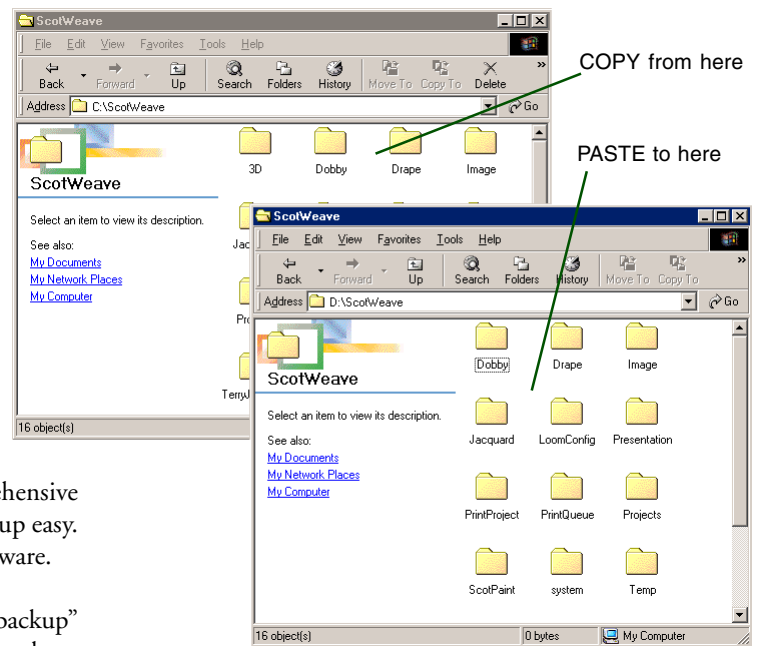 ScotWeave
File Edit View Favorites Tools Help
Back Forward Up Search Folders History Move To Copy To Delete »
Address C:\ScotWeave Go
ScotWeave
Select an item to view its description.
See also:
My Documents
My Network Places
My Computer
3D Dobby Drape Image
16 object(s)
COPY from here
PASTE to here
ScotWeave
File Edit View Favorites Tools Help
Back Forward Up Search Folders History Move To Copy To »
Address D:\ScotWeave Go
ScotWeave
Select an item to view its description.
See also:
My Documents
My Network Places
My Computer
Dobby Drape Image
Jacquard LoomConfig Presentation
PrintProject PrintQueue Projects
ScotPaint system Temp
16 object(s) 0 bytes My Computer
up easy.
backup”